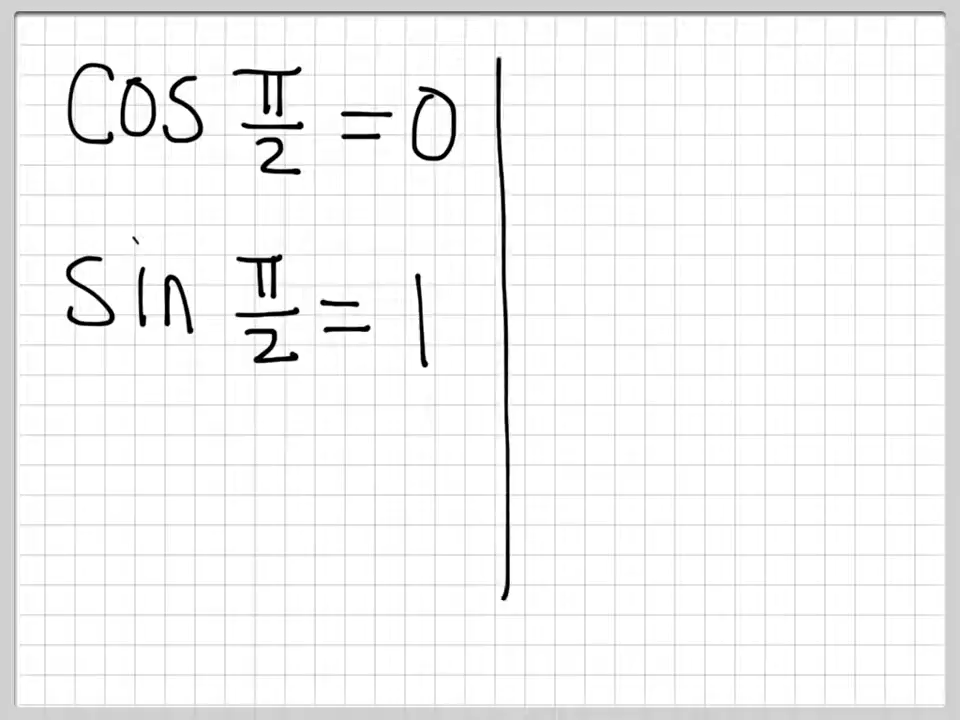 cos π/2 = 0
sin π/2 = 1